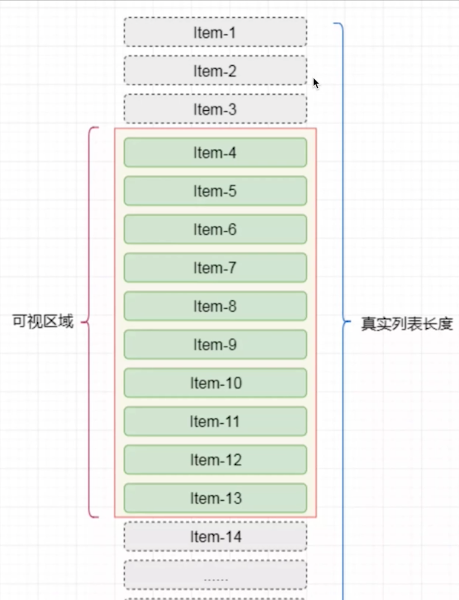 Item-1
Item-2
Item-3
Item-4
Item-5
Item-6
Item-7
Item-8
可视区域
真实列表长度
Item-9
Item-10
Item-11
Item-12
Item-13
Item-14
......